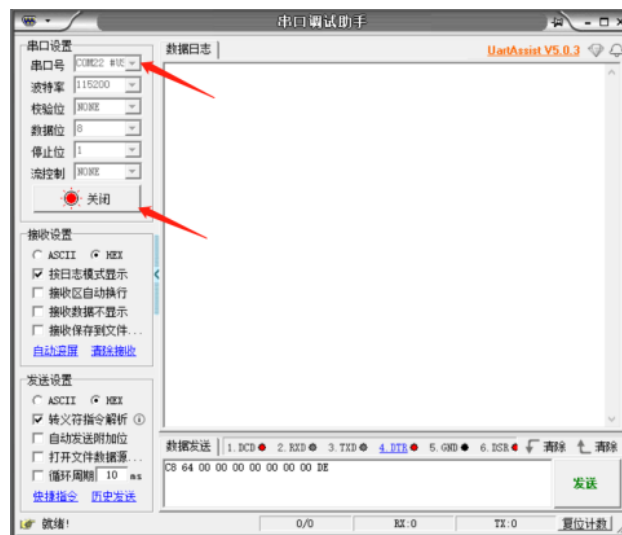 串口调试助手
串口设置
串口号 COM22 #US
波特率 115200
校验位 NONE
数据位 8
停止位 1
流控制 NONE
关闭
接收设置
ASCII HEX
按日志模式显示
接收区自动换行
接收数据不显示
接收保存到文件...
自动滚屏 清除接收
发送设置
ASCII HEX
转义符指令解析
自动发送附加位
打开文件数据源...
循环周期 10 ms
快捷指令 历史发送
数据日志 UartAssist V5.0.3
数据发送 1.DCD 2.RXD 3.TXD 4.DTR 5.GND 6.DSR 清除 清除
C8 64 00 00 00 00 00 00 00 DE
发送
就绪! 0/0 RX:0 TX:0 复位计数